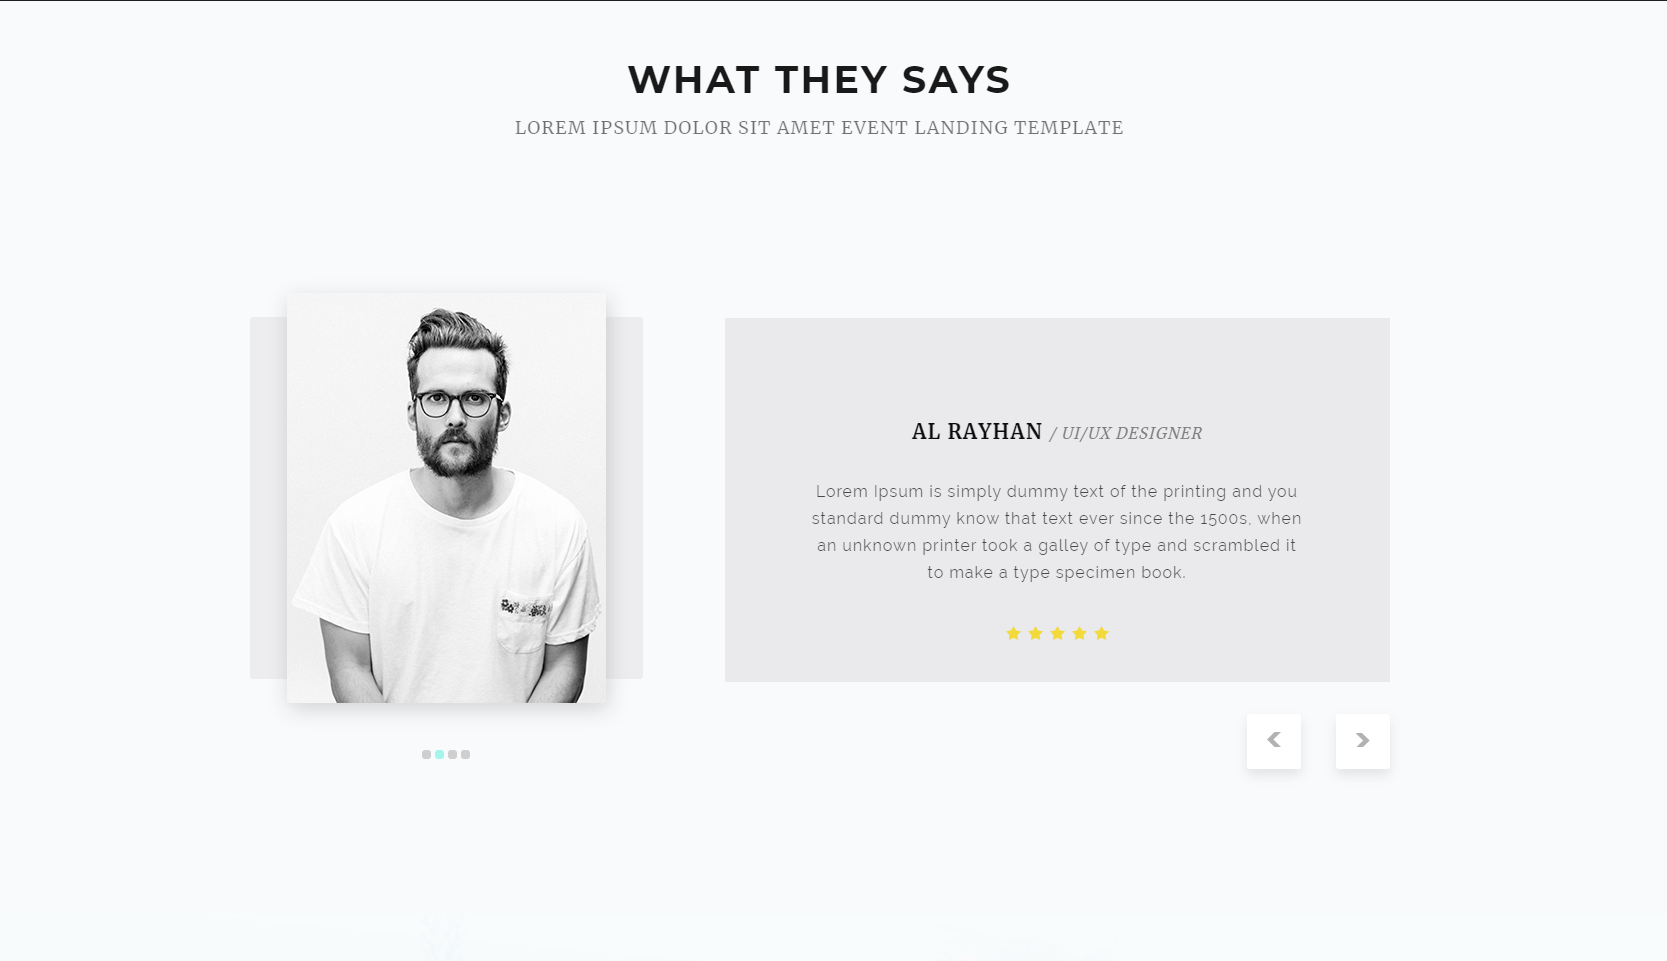 WHAT THEY SAYS
LOREM IPSUM DOLOR SIT AMET EVENT LANDING TEMPLATE
AL RAYHAN / UI/UX DESIGNER
Lorem Ipsum is simply dummy text of the printing and you
standard dummy know that text ever since the 1500s, when
an unknown printer took a galley of type and scrambled it
to make a type specimen book.